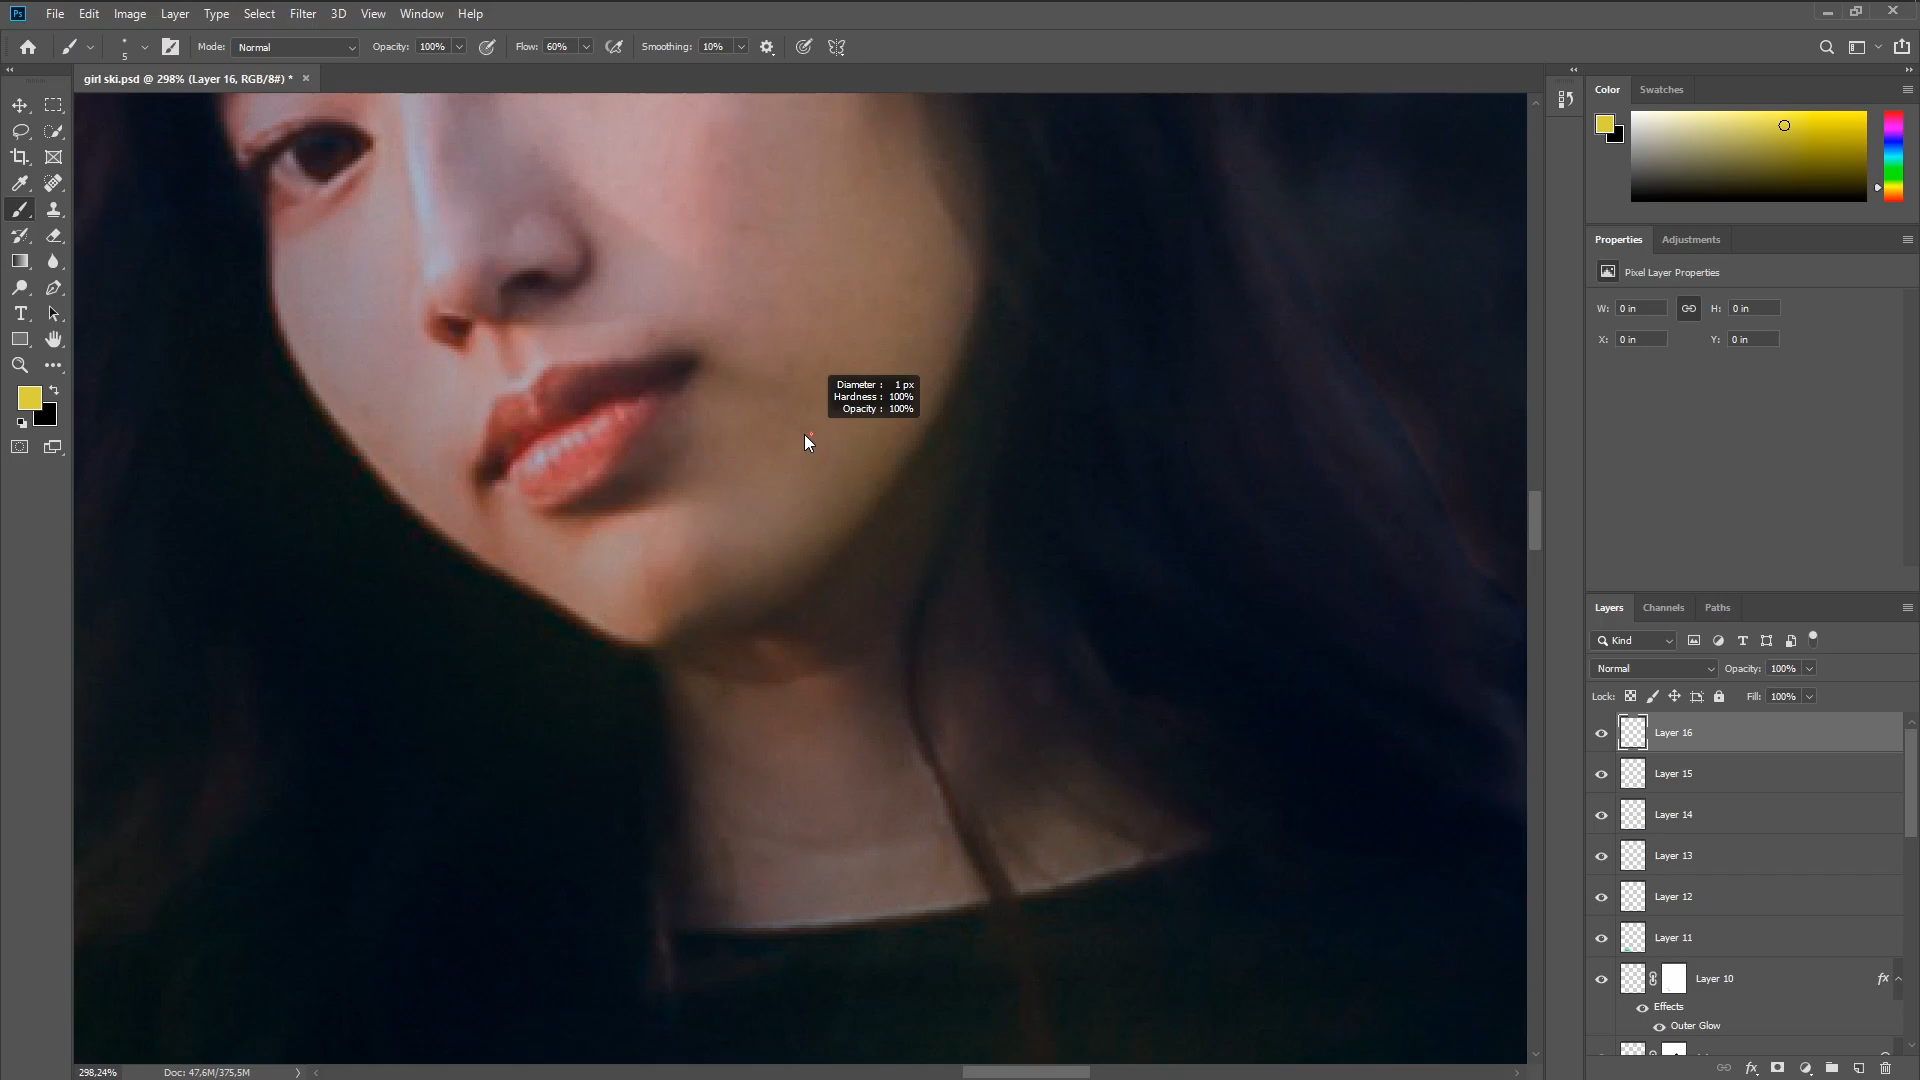 Ps File Edit Image Layer Type Select Filter 3D View Window Help
5 Mode: Normal Opacity: 100% Flow: 60% Smoothing: 10%
girl ski.psd @ 298% (Layer 16, RGB/8#) * ×
Color Swatches
Properties Adjustments
Pixel Layer Properties
W: 0 in H: 0 in
X: 0 in Y: 0 in
Diameter : 1 px
Hardness : 100%
Opacity : 100%
Layers Channels Paths
Kind
Normal Opacity: 100%
Lock: Fill: 100%
Layer 16
Layer 15
Layer 14
Layer 13
Layer 12
Layer 11
Layer 10 fx
Effects
Outer Glow
298,24% Doc: 47,6M/375,5M
fx